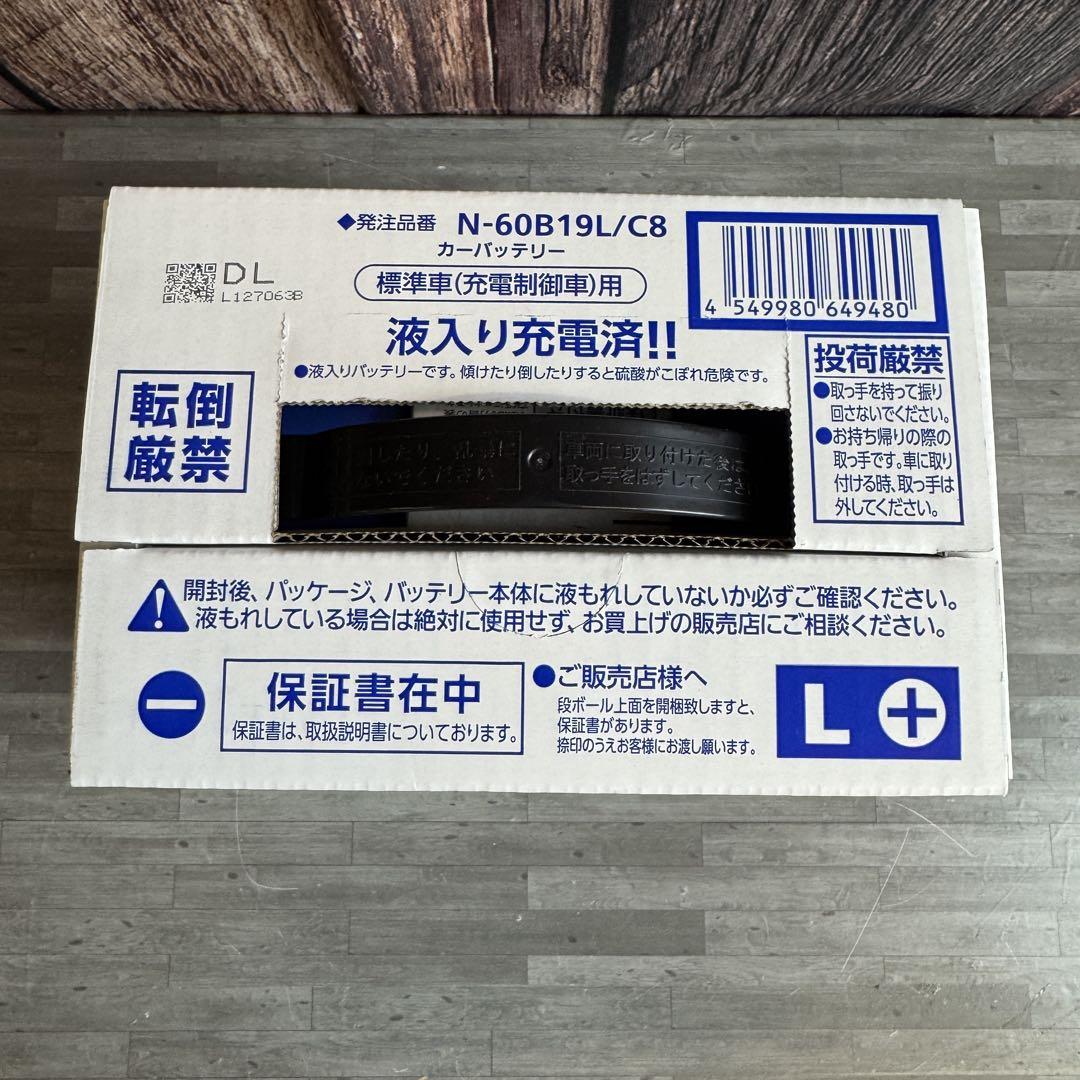 ◆発注品番 N-60B19L/C8
カーバッテリー
標準車(充電制御車)用
DL
L127063B
4 549980 649480
液入り充電済!!
●液入りバッテリーです。傾けたり倒したりすると硫酸がこぼれ危険です。
転倒
厳禁
投荷厳禁
●取っ手を持って振り
回さないでください。
●お持ち帰りの際の
取っ手です。車に取り
付ける時、取っ手は
外してください。
したり、乱暴に
ないでください
車両に取り付けた後は
取っ手をはずしてくださ
開封後、パッケージ、バッテリー本体に液もれしていないか必ずご確認ください。
液もれしている場合は絶対に使用せず、お買上げの販売店にご相談ください。
保証書在中
保証書は、取扱説明書についております。
●ご販売店様へ
段ボール上面を開梱致しますと、
保証書があります。
捺印のうえお客様にお渡し願います。
L